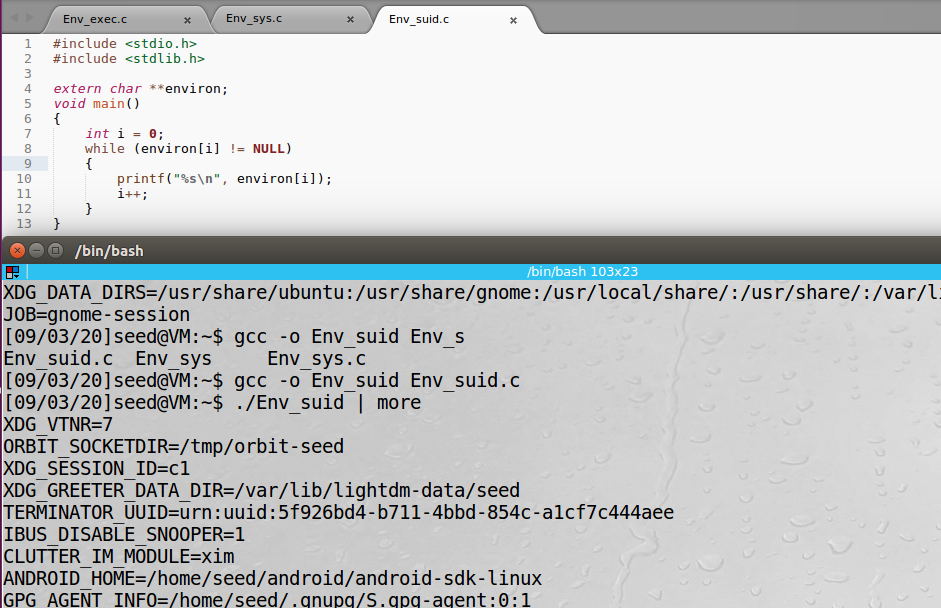 Env_exec.c × Env_sys.c × Env_suid.c ×
1 #include <stdio.h>
2 #include <stdlib.h>
3
4 extern char **environ;
5 void main()
6 {
7 int i = 0;
8 while (environ[i] != NULL)
9 {
10 printf("%s\n", environ[i]);
11 i++;
12 }
13 }
/bin/bash
/bin/bash 103x23
XDG_DATA_DIRS=/usr/share/ubuntu:/usr/share/gnome:/usr/local/share/:/usr/share/:/var/li
JOB=gnome-session
[09/03/20]seed@VM:~$ gcc -o Env_suid Env_s
Env_suid.c Env_sys Env_sys.c
[09/03/20]seed@VM:~$ gcc -o Env_suid Env_suid.c
[09/03/20]seed@VM:~$ ./Env_suid | more
XDG_VTNR=7
ORBIT_SOCKETDIR=/tmp/orbit-seed
XDG_SESSION_ID=c1
XDG_GREETER_DATA_DIR=/var/lib/lightdm-data/seed
TERMINATOR_UUID=urn:uuid:5f926bd4-b711-4bbd-854c-a1cf7c444aee
IBUS_DISABLE_SNOOPER=1
CLUTTER_IM_MODULE=xim
ANDROID_HOME=/home/seed/android/android-sdk-linux
GPG_AGENT_INFO=/home/seed/.gnupg/S.gpg-agent:0:1